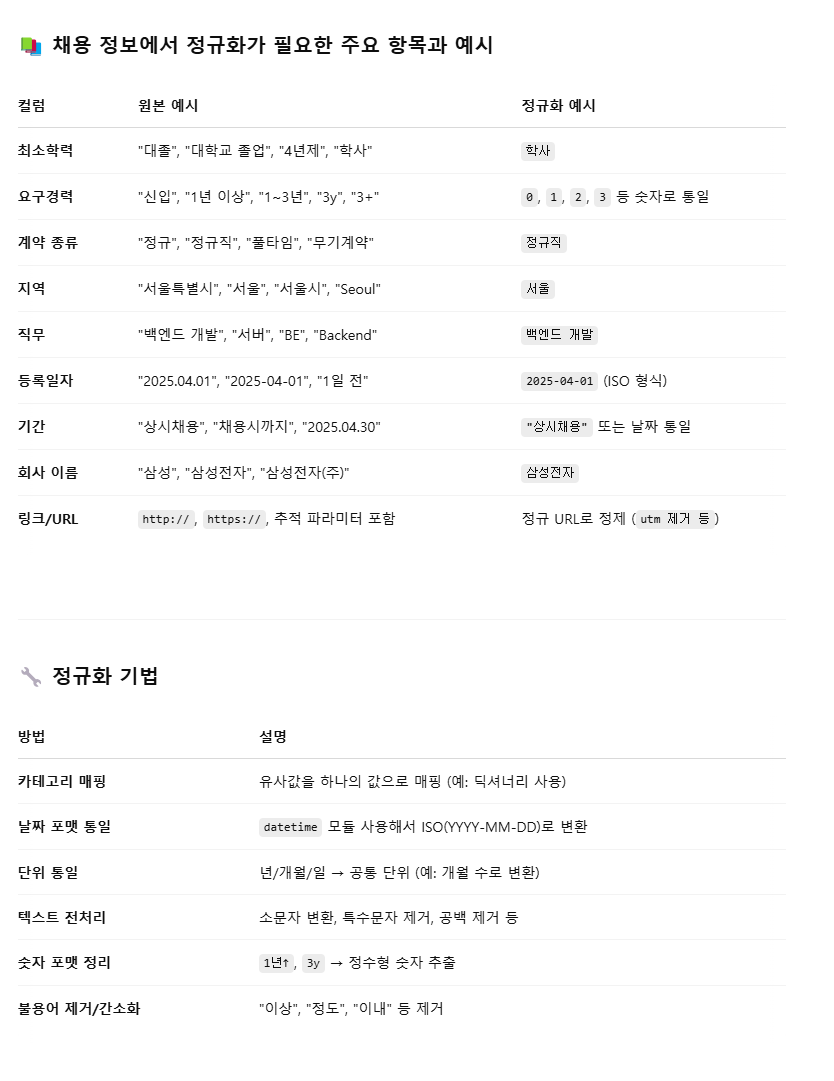 채용 정보에서 정규화가 필요한 주요 항목과 예시
컬럼 원본 예시 정규화 예시
최소학력 "대졸", "대학교 졸업", "4년제", "학사" 학사
요구경력 "신입", "1년 이상", "1~3년", "3y", "3+" 0, 1, 2, 3 등 숫자로 통일
계약 종류 "정규", "정규직", "풀타임", "무기계약" 정규직
지역 "서울특별시", "서울", "서울시", "Seoul" 서울
직무 "백엔드 개발", "서버", "BE", "Backend" 백엔드 개발
등록일자 "2025.04.01", "2025-04-01", "1일 전" 2025-04-01 (ISO 형식)
기간 "상시채용", "채용시까지", "2025.04.30" "상시채용" 또는 날짜 통일
회사 이름 "삼성", "삼성전자", "삼성전자(주)" 삼성전자
링크/URL http://, https://, 추적 파라미터 포함 정규 URL로 정제 (utm 제거 등)
정규화 기법
방법 설명
카테고리 매핑 유사값을 하나의 값으로 매핑 (예: 딕셔너리 사용)
날짜 포맷 통일 datetime 모듈 사용해서 ISO(YYYY-MM-DD)로 변환
단위 통일 년/개월/일 → 공통 단위 (예: 개월 수로 변환)
텍스트 전처리 소문자 변환, 특수문자 제거, 공백 제거 등
숫자 포맷 정리 1년↑, 3y → 정수형 숫자 추출
불용어 제거/간소화 "이상", "정도", "이내" 등 제거